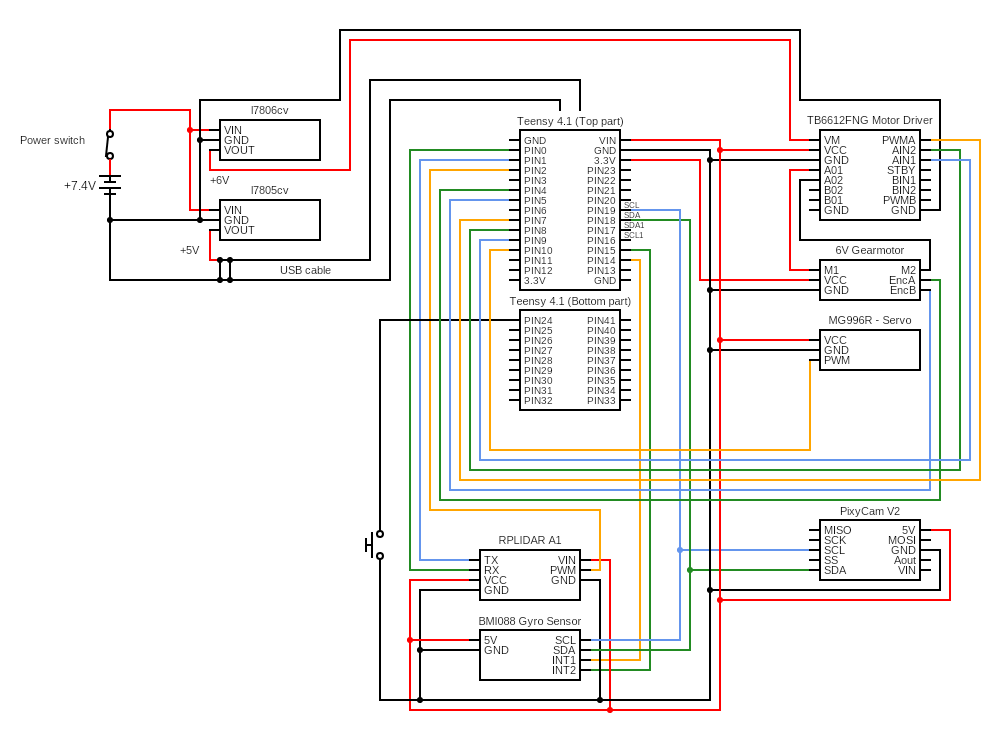 l7806cv
VIN
GND
VOUT
+6V
Power switch
+7.4V
l7805cv
VIN
GND
VOUT
+5V
USB cable
Teensy 4.1 (Top part)
GND VIN
PIN0 GND
PIN1 3.3V
PIN2 PIN23
PIN3 PIN22
PIN4 PIN21
PIN5 PIN20
PIN6 PIN19 SCL
PIN7 PIN18 SDA
PIN8 PIN17 SDA1
PIN9 PIN16 SCL1
PIN10 PIN15
PIN11 PIN14
PIN12 PIN13
3.3V GND
Teensy 4.1 (Bottom part)
PIN24 PIN41
PIN25 PIN40
PIN26 PIN39
PIN27 PIN38
PIN28 PIN37
PIN29 PIN36
PIN30 PIN35
PIN31 PIN34
PIN32 PIN33
TB6612FNG Motor Driver
VM PWMA
VCC AIN2
GND AIN1
A01 STBY
A02 BIN1
B02 BIN2
B01 PWMB
GND GND
6V Gearmotor
M1 M2
VCC EncA
GND EncB
MG996R - Servo
VCC
GND
PWM
PixyCam V2
MISO 5V
SCK MOSI
SCL GND
SS Aout
SDA VIN
RPLIDAR A1
TX VIN
RX PWM
VCC GND
GND
BMI088 Gyro Sensor
5V SCL
GND SDA
INT1
INT2